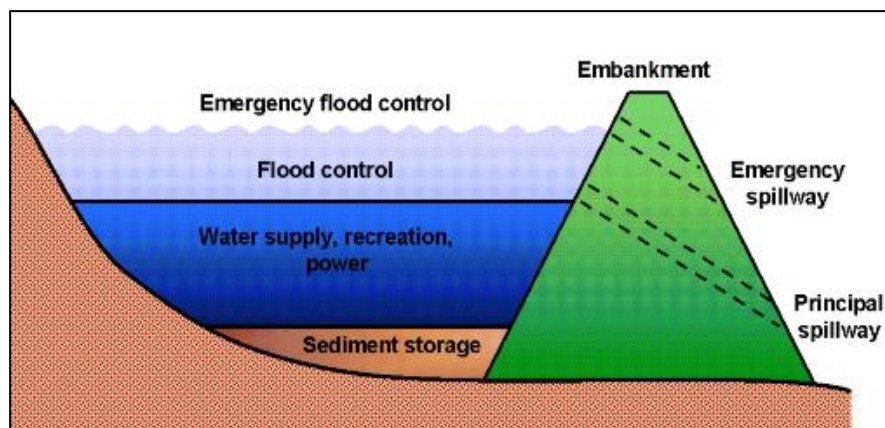 Embankment
Emergency flood control
Flood control
Emergency
spillway
Water supply, recreation,
power
Principal
spillway
Sediment storage